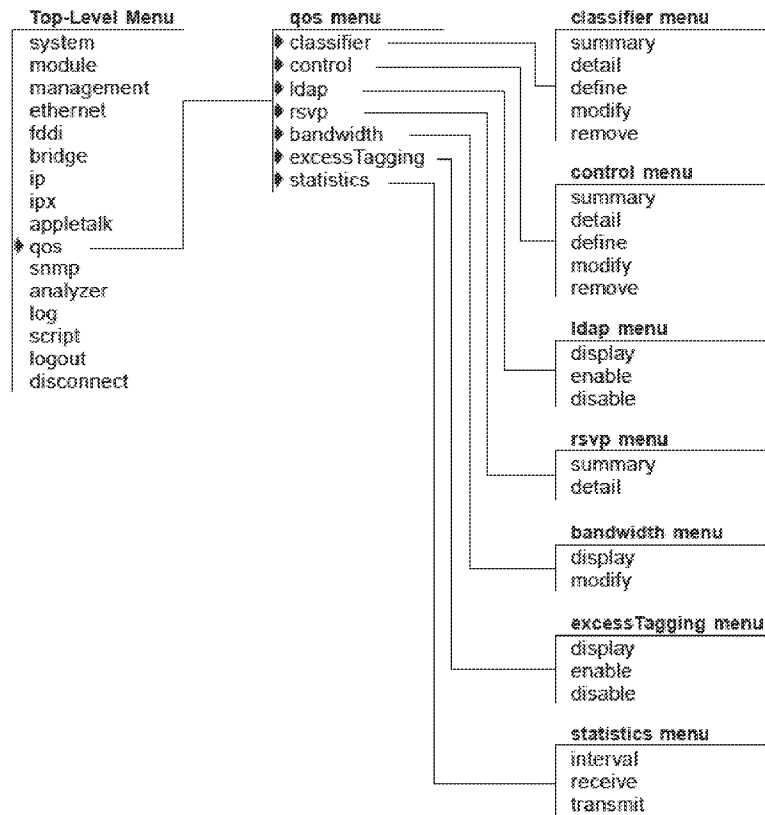 Top-Level Menu
system
module
management
ethernet
fddi
bridge
ip
ipx
appletalk
qos
snmp
analyzer
log
script
logout
disconnect
qos menu
classifier
control
ldap
rsvp
bandwidth
excessTagging
statistics
classifier menu
summary
detail
define
modify
remove
control menu
summary
detail
define
modify
remove
ldap menu
display
enable
disable
rsvp menu
summary
detail
bandwidth menu
display
modify
excessTagging menu
display
enable
disable
statistics menu
interval
receive
transmit